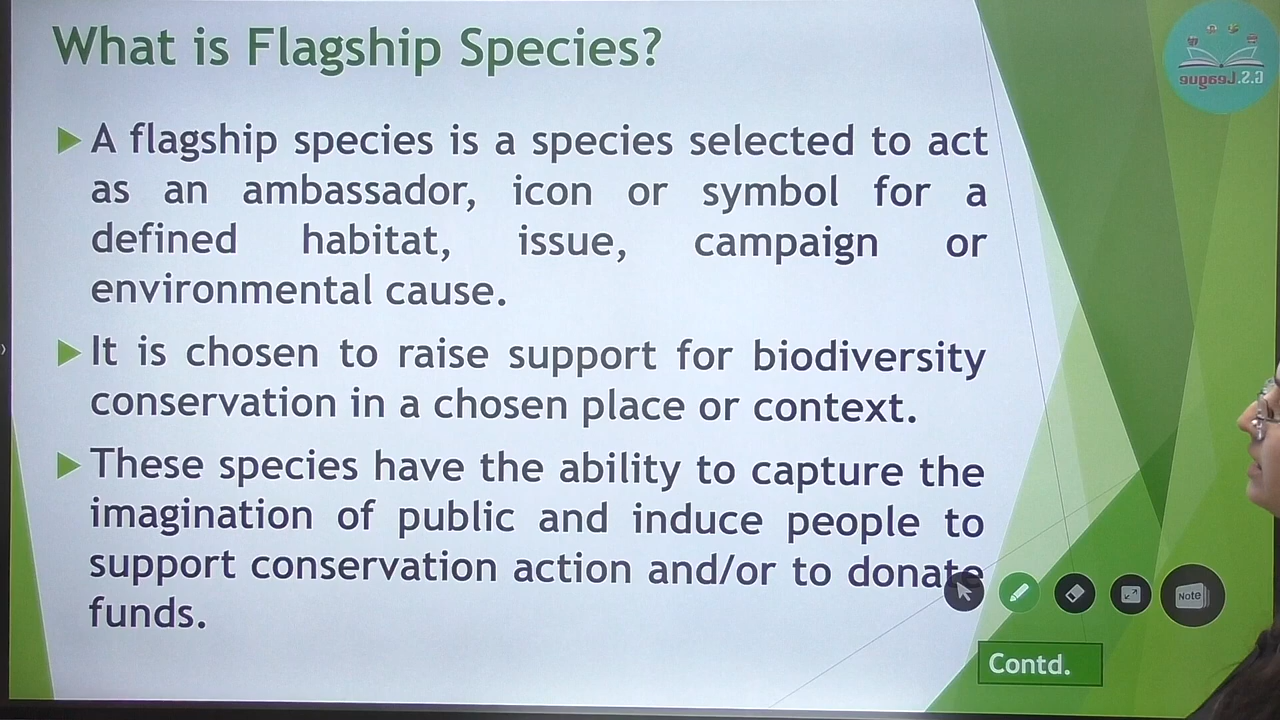 What is Flagship Species?
G.S. League
A flagship species is a species selected to act
as an ambassador, icon or symbol for a
defined habitat, issue, campaign or
environmental cause.
It is chosen to raise support for biodiversity
conservation in a chosen place or context.
These species have the ability to capture the
imagination of public and induce people to
support conservation action and/or to donate
funds.
Note
Contd.